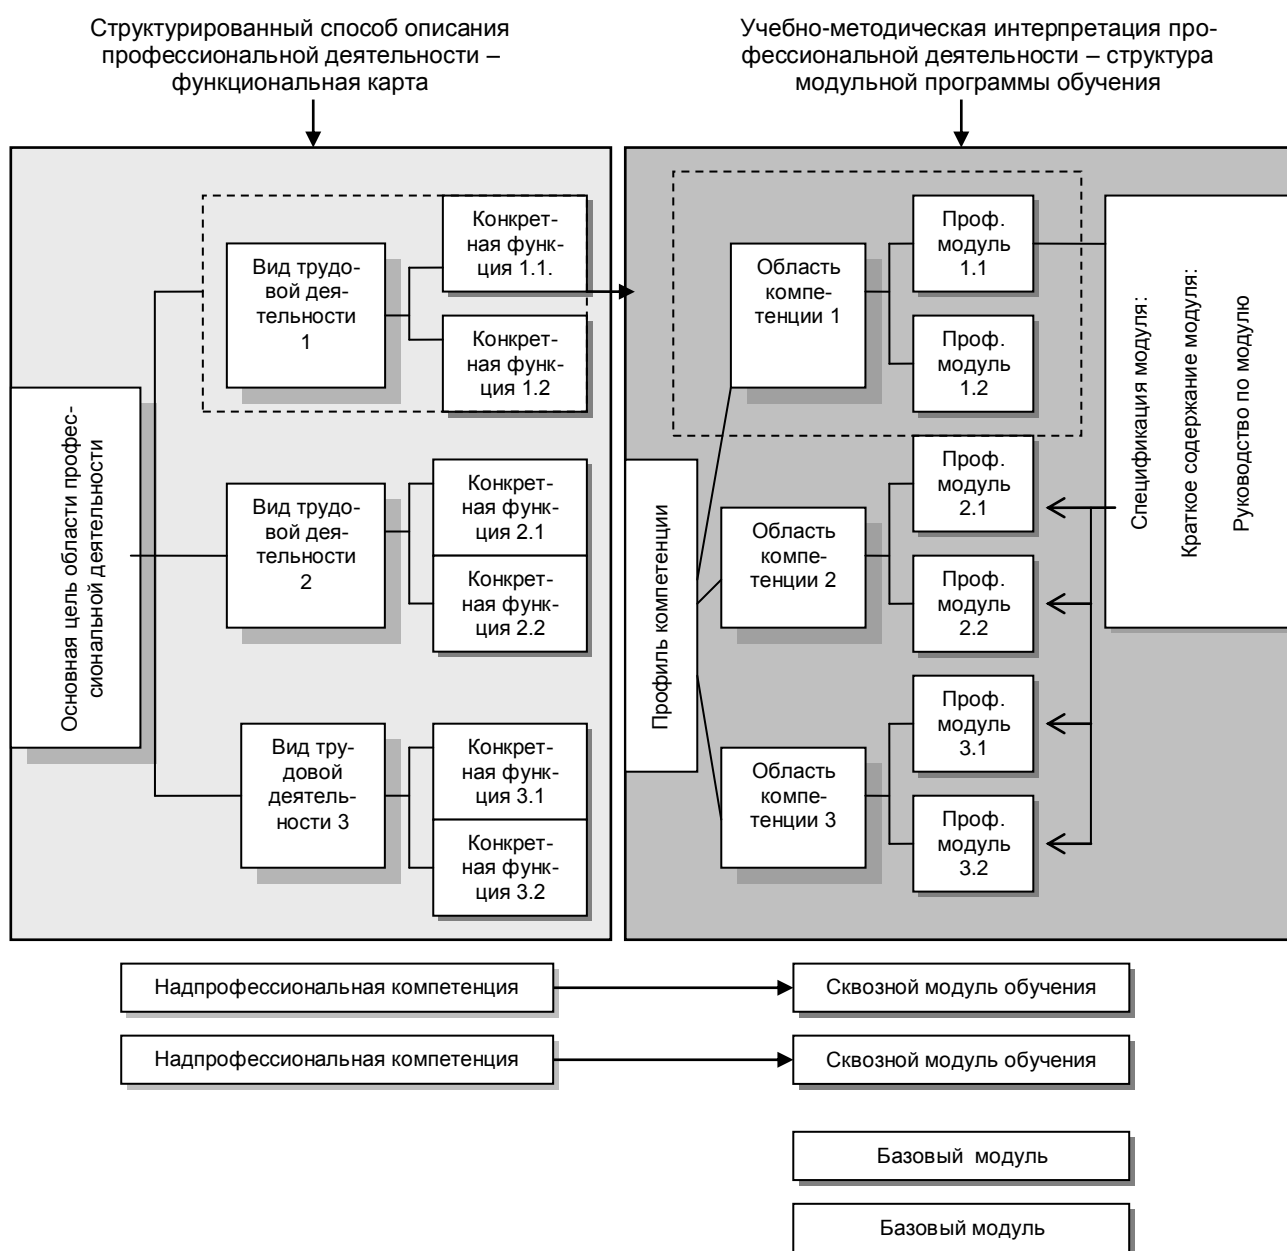 Структурированный способ описания
профессиональной деятельности –
функциональная карта
Учебно-методическая интерпретация про-
фессиональной деятельности – структура
модульной программы обучения
Основная цель области профес-
сиональной деятельности
Вид трудо-
вой дея-
тельности
1
Конкрет-
ная функ-
ция 1.1.
Конкрет-
ная функ-
ция 1.2
Вид трудо-
вой дея-
тельности
2
Конкрет-
ная функ-
ция 2.1
Конкрет-
ная функ-
ция 2.2
Вид тру-
довой
деятель-
ности 3
Конкрет-
ная функ-
ция 3.1
Конкрет-
ная функ-
ция 3.2
Профиль компетенции
Область
компе-
тенции 1
Проф.
модуль
1.1
Проф.
модуль
1.2
Область
компе-
тенции 2
Проф.
модуль
2.1
Проф.
модуль
2.2
Область
компе-
тенции 3
Проф.
модуль
3.1
Проф.
модуль
3.2
Спецификация модуля:
Краткое содержание модуля:
Руководство по модулю
Надпрофессиональная компетенция
Сквозной модуль обучения
Надпрофессиональная компетенция
Сквозной модуль обучения
Базовый модуль
Базовый модуль